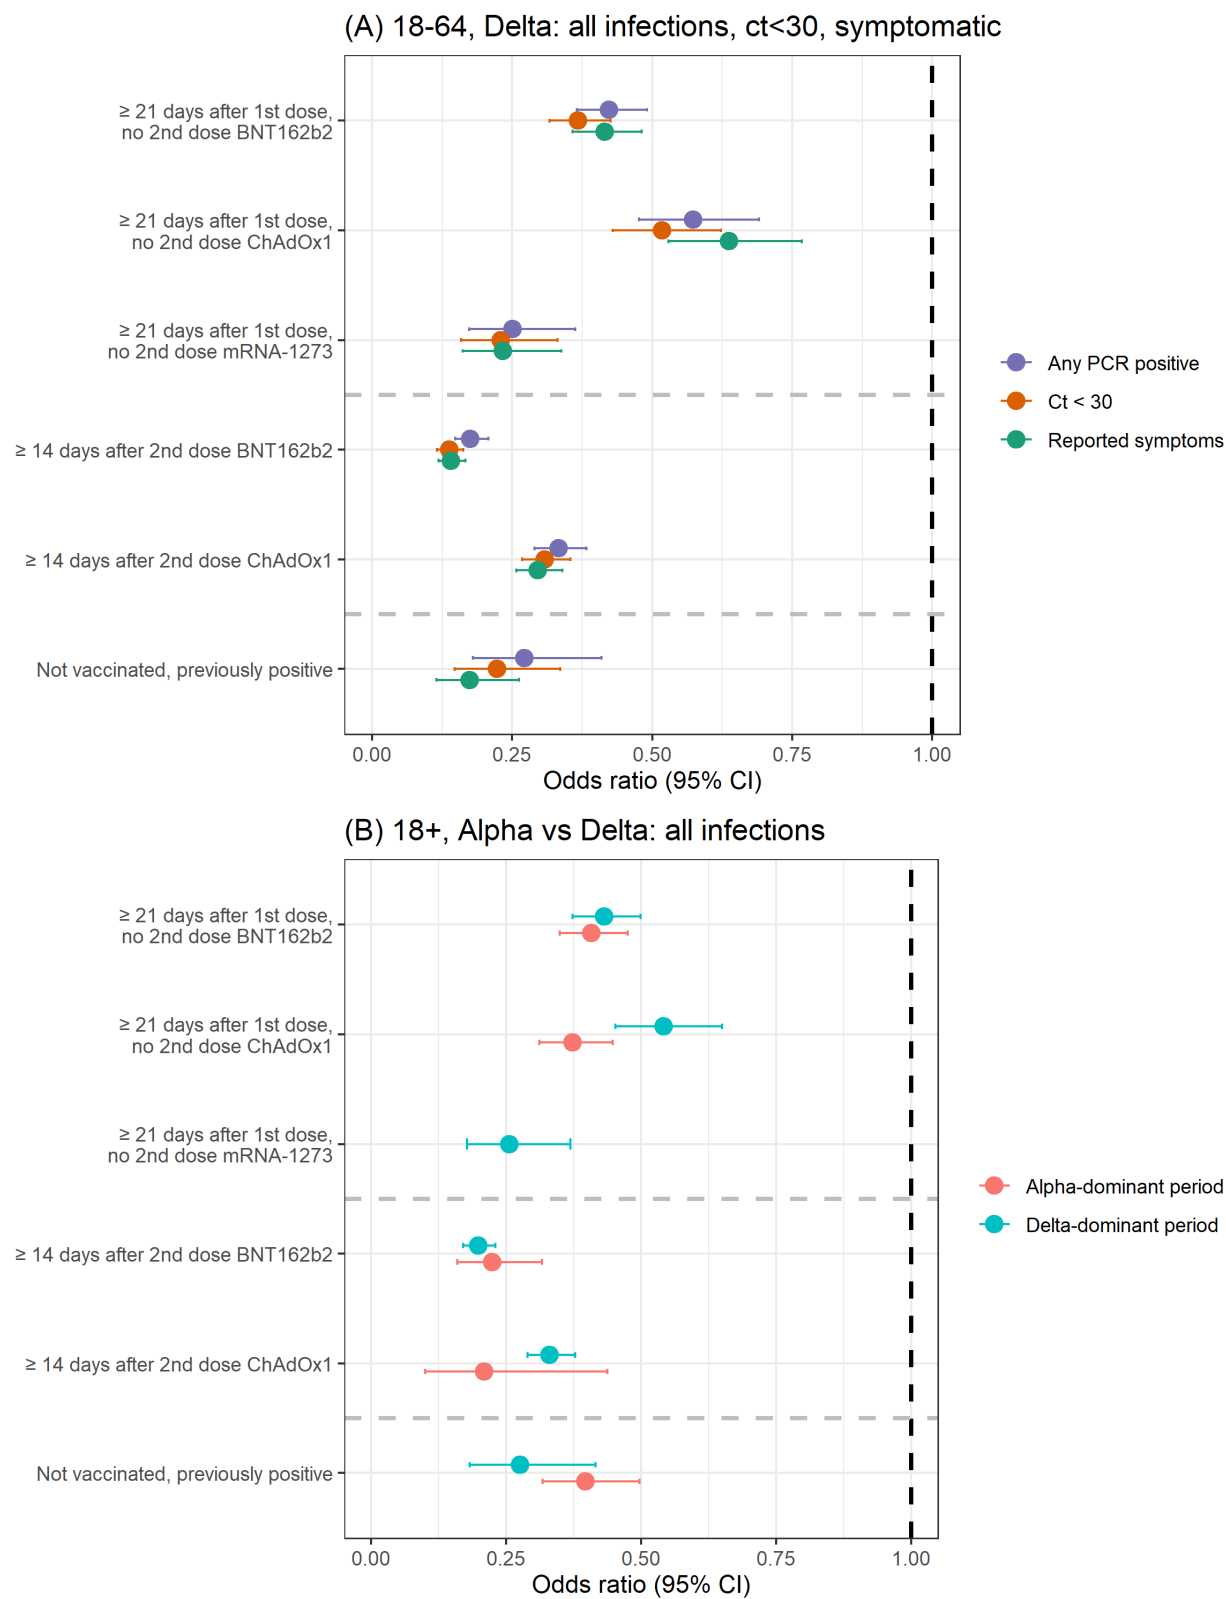 (A) 18-64, Delta: all infections, ct<30, symptomatic
≥ 21 days after 1st dose,
no 2nd dose BNT162b2
≥ 21 days after 1st dose,
no 2nd dose ChAdOx1
≥ 21 days after 1st dose,
no 2nd dose mRNA-1273
≥ 14 days after 2nd dose BNT162b2
≥ 14 days after 2nd dose ChAdOx1
Not vaccinated, previously positive
0.00 0.25 0.50 0.75 1.00
Odds ratio (95% CI)
Any PCR positive
Ct < 30
Reported symptoms
(B) 18+, Alpha vs Delta: all infections
≥ 21 days after 1st dose,
no 2nd dose BNT162b2
≥ 21 days after 1st dose,
no 2nd dose ChAdOx1
≥ 21 days after 1st dose,
no 2nd dose mRNA-1273
≥ 14 days after 2nd dose BNT162b2
≥ 14 days after 2nd dose ChAdOx1
Not vaccinated, previously positive
0.00 0.25 0.50 0.75 1.00
Odds ratio (95% CI)
Alpha-dominant period
Delta-dominant period